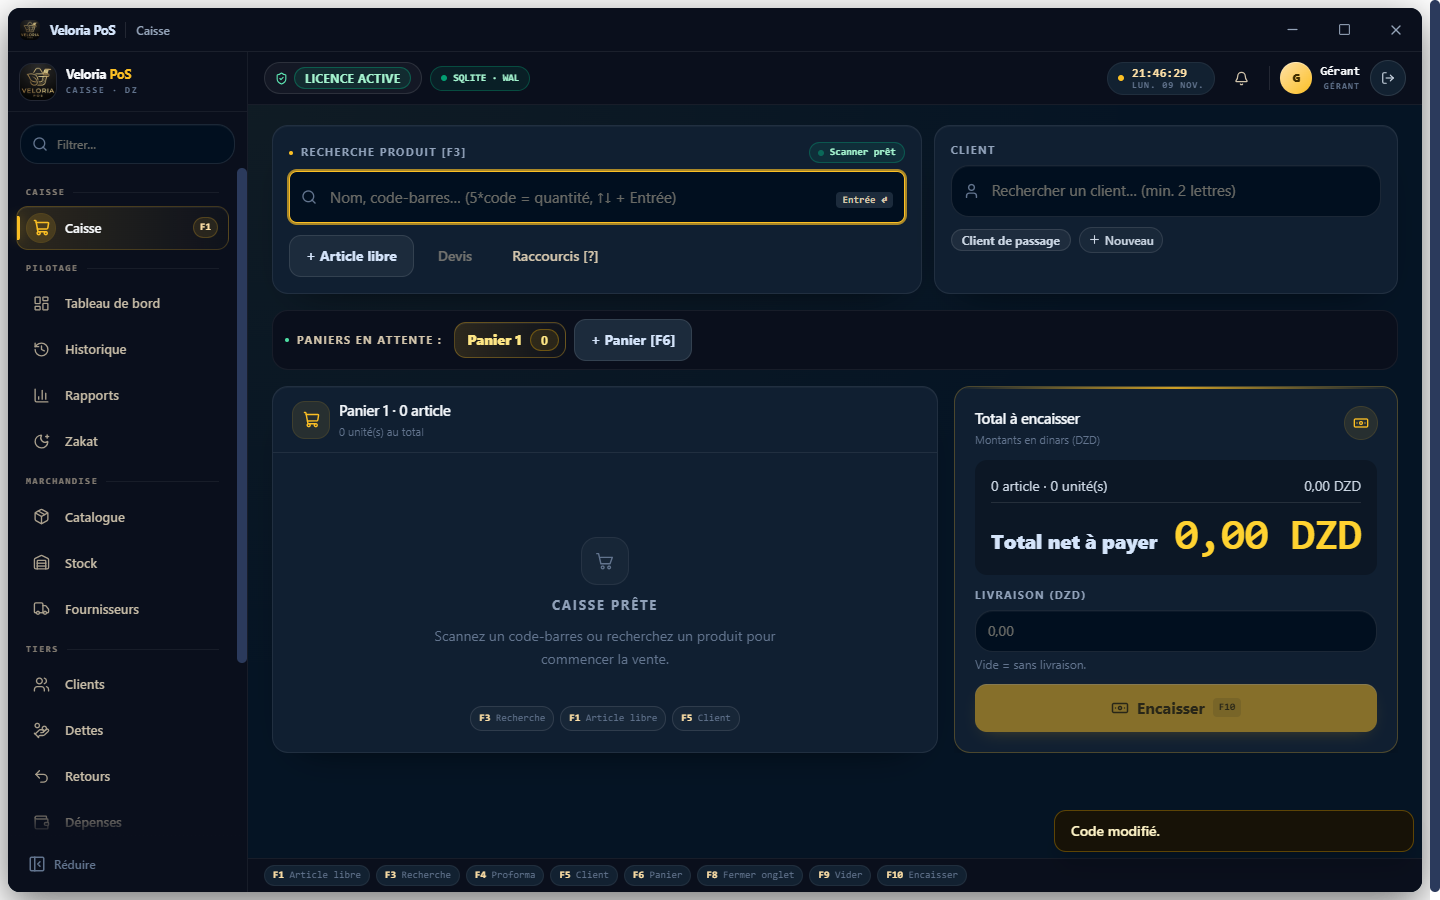 Veloria PoS Caisse
VELORIA
Veloria PoS
CAISSE · DZ
LICENCE ACTIVE
SQLITE · WAL
21:46:29
LUN. 09 NOV.
G
Gérant
GÉRANT
Filtrer...
CAISSE
Caisse F1
PILOTAGE
Tableau de bord
Historique
Rapports
Zakat
MARCHANDISE
Catalogue
Stock
Fournisseurs
TIERS
Clients
Dettes
Retours
Dépenses
Réduire
RECHERCHE PRODUIT [F3]
Scanner prêt
Nom, code-barres... (5*code = quantité, ↑↓ + Entrée)
Entrée ↲
+ Article libre Devis Raccourcis [?]
CLIENT
Rechercher un client... (min. 2 lettres)
Client de passage + Nouveau
PANIERS EN ATTENTE : Panier 1 0 + Panier [F6]
Panier 1 · 0 article
0 unité(s) au total
CAISSE PRÊTE
Scannez un code-barres ou recherchez un produit pour
commencer la vente.
F3 Recherche F1 Article libre F5 Client
Total à encaisser
Montants en dinars (DZD)
0 article · 0 unité(s) 0,00 DZD
Total net à payer 0,00 DZD
LIVRAISON (DZD)
0,00
Vide = sans livraison.
Encaisser F10
Code modifié.
F1 Article libre F3 Recherche F4 Proforma F5 Client F6 Panier F8 Fermer onglet F9 Vider F10 Encaisser